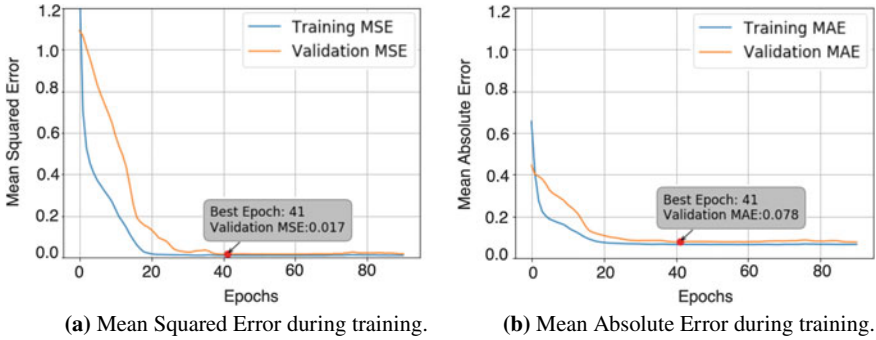 1.2
1.0
0.8
0.6
0.4
0.2
0.0
Mean Squared Error
Training MSE
Validation MSE
Best Epoch: 41
Validation MSE:0.017
0 20 40 60 80
Epochs
(a) Mean Squared Error during training.
1.2
1.0
0.8
0.6
0.4
0.2
0.0
Mean Absolute Error
Training MAE
Validation MAE
Best Epoch: 41
Validation MAE:0.078
0 20 40 60 80
Epochs
(b) Mean Absolute Error during training.